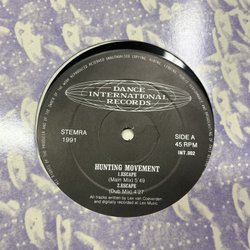 DANCE
INTERNATIONAL
RECORDS
STEMRA
1991
SIDE A
45 RPM
INT.002
HUNTING MOVEMENT
1.ESCAPE
(Main Mix) 5'49
2.ESCAPE
(Dub Mix) 4'27
All tracks written by Lex van Coeverden
and digitally recorded at Lex Music